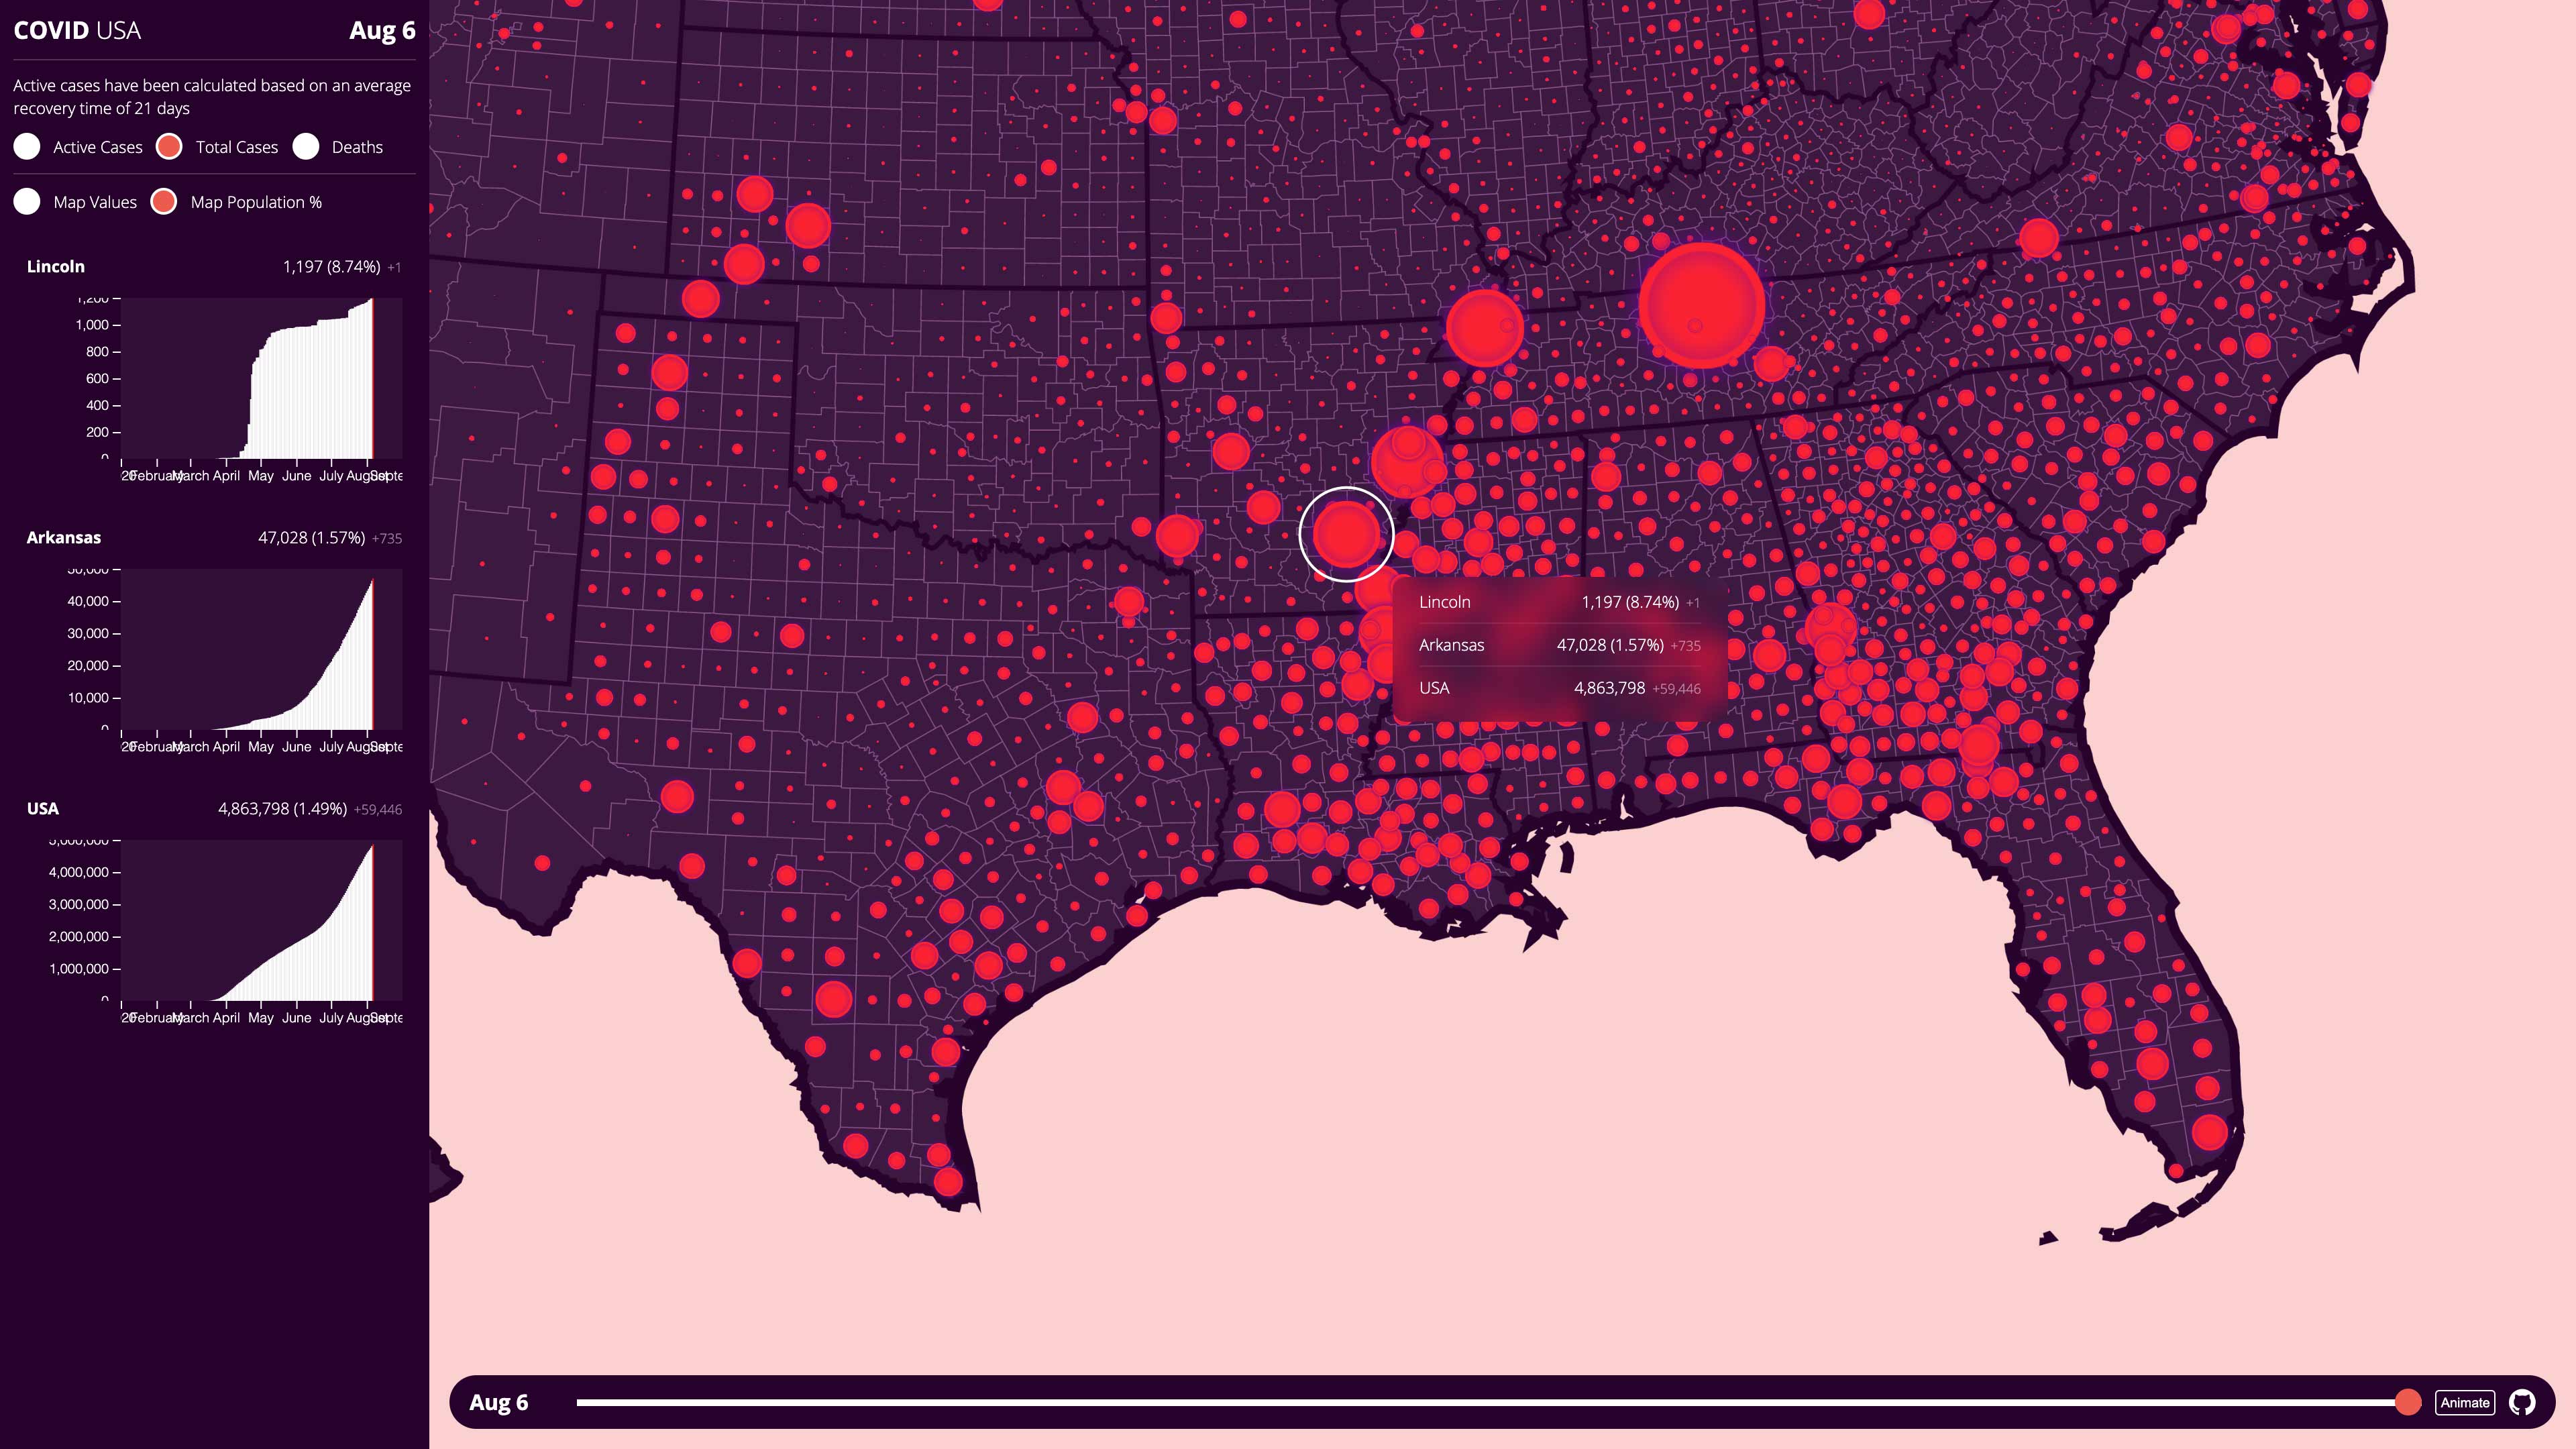 COVID USA
Aug 6
Active cases have been calculated based on an average
recovery time of 21 days
Active Cases Total Cases Deaths
Map Values Map Population %
Lincoln 1,197 (8.74%) +1
1,200
1,000
800
600
400
200
0
20 February March April May June July August Septe
Arkansas 47,028 (1.57%) +735
50,000
40,000
30,000
20,000
10,000
0
20 February March April May June July August Septe
USA 4,863,798 (1.49%) +59,446
5,000,000
4,000,000
3,000,000
2,000,000
1,000,000
0
20 February March April May June July August Septe
Lincoln 1,197 (8.74%) +1
Arkansas 47,028 (1.57%) +735
USA 4,863,798 +59,446
Aug 6
Animate